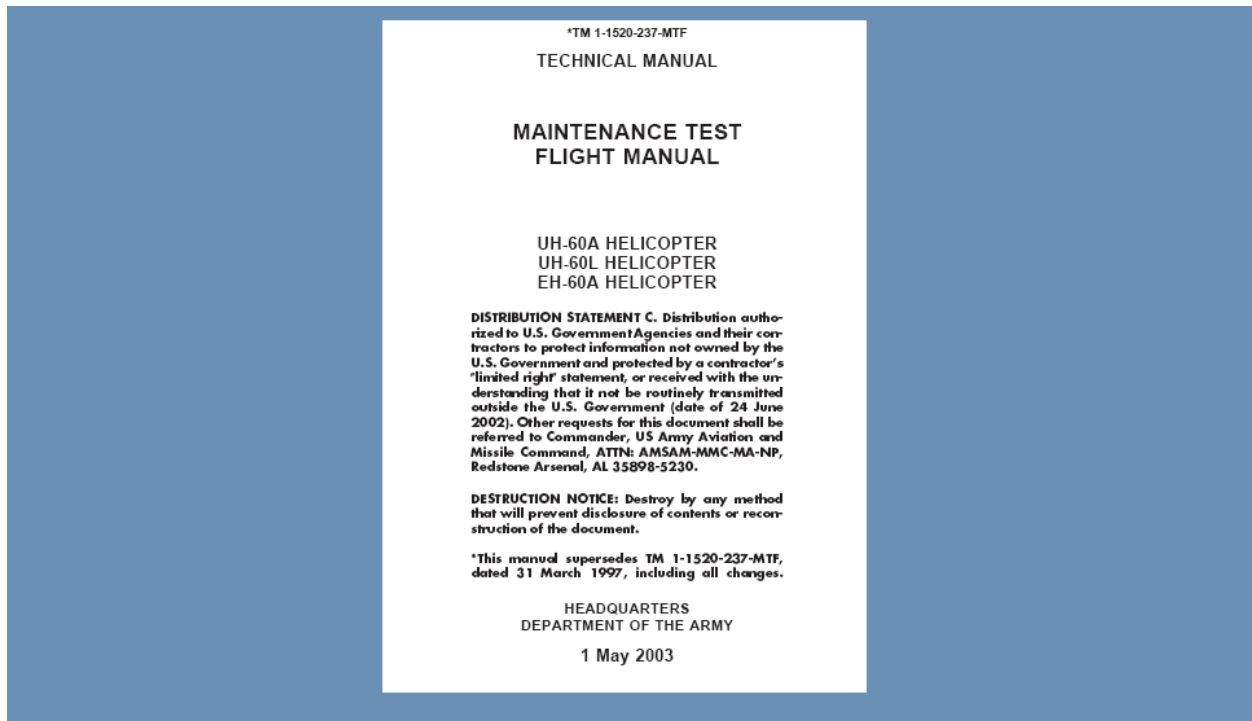 *TM 1-1520-237-MTF
TECHNICAL MANUAL
MAINTENANCE TEST
FLIGHT MANUAL
UH-60A HELICOPTER
UH-60L HELICOPTER
EH-60A HELICOPTER
DISTRIBUTION STATEMENT C. Distribution autho-
rized to U.S. Government Agencies and their con-
tractors to protect information not owned by the
U.S. Government and protected by a contractor's
"limited right" statement, or received with the un-
derstanding that it not be routinely transmitted
outside the U.S. Government (date of 24 June
2002). Other requests for this document shall be
referred to Commander, US Army Aviation and
Missile Command, ATTN: AMSAM-MMC-MA-NP,
Redstone Arsenal, AL 35898-5230.
DESTRUCTION NOTICE: Destroy by any method
that will prevent disclosure of contents or recon-
struction of the document.
*This manual supersedes TM 1-1520-237-MTF,
dated 31 March 1997, including all changes.
HEADQUARTERS
DEPARTMENT OF THE ARMY
1 May 2003